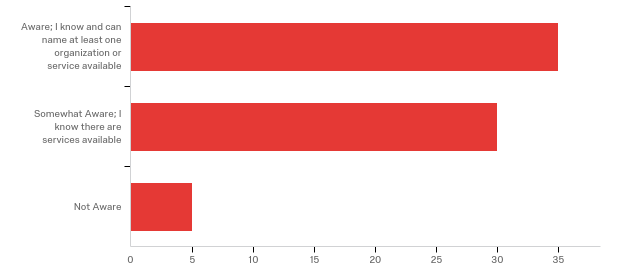 Aware; I know and can
name at least one
organization or
service available
Somewhat Aware; I
know there are
services available
Not Aware
0 5 10 15 20 25 30 35